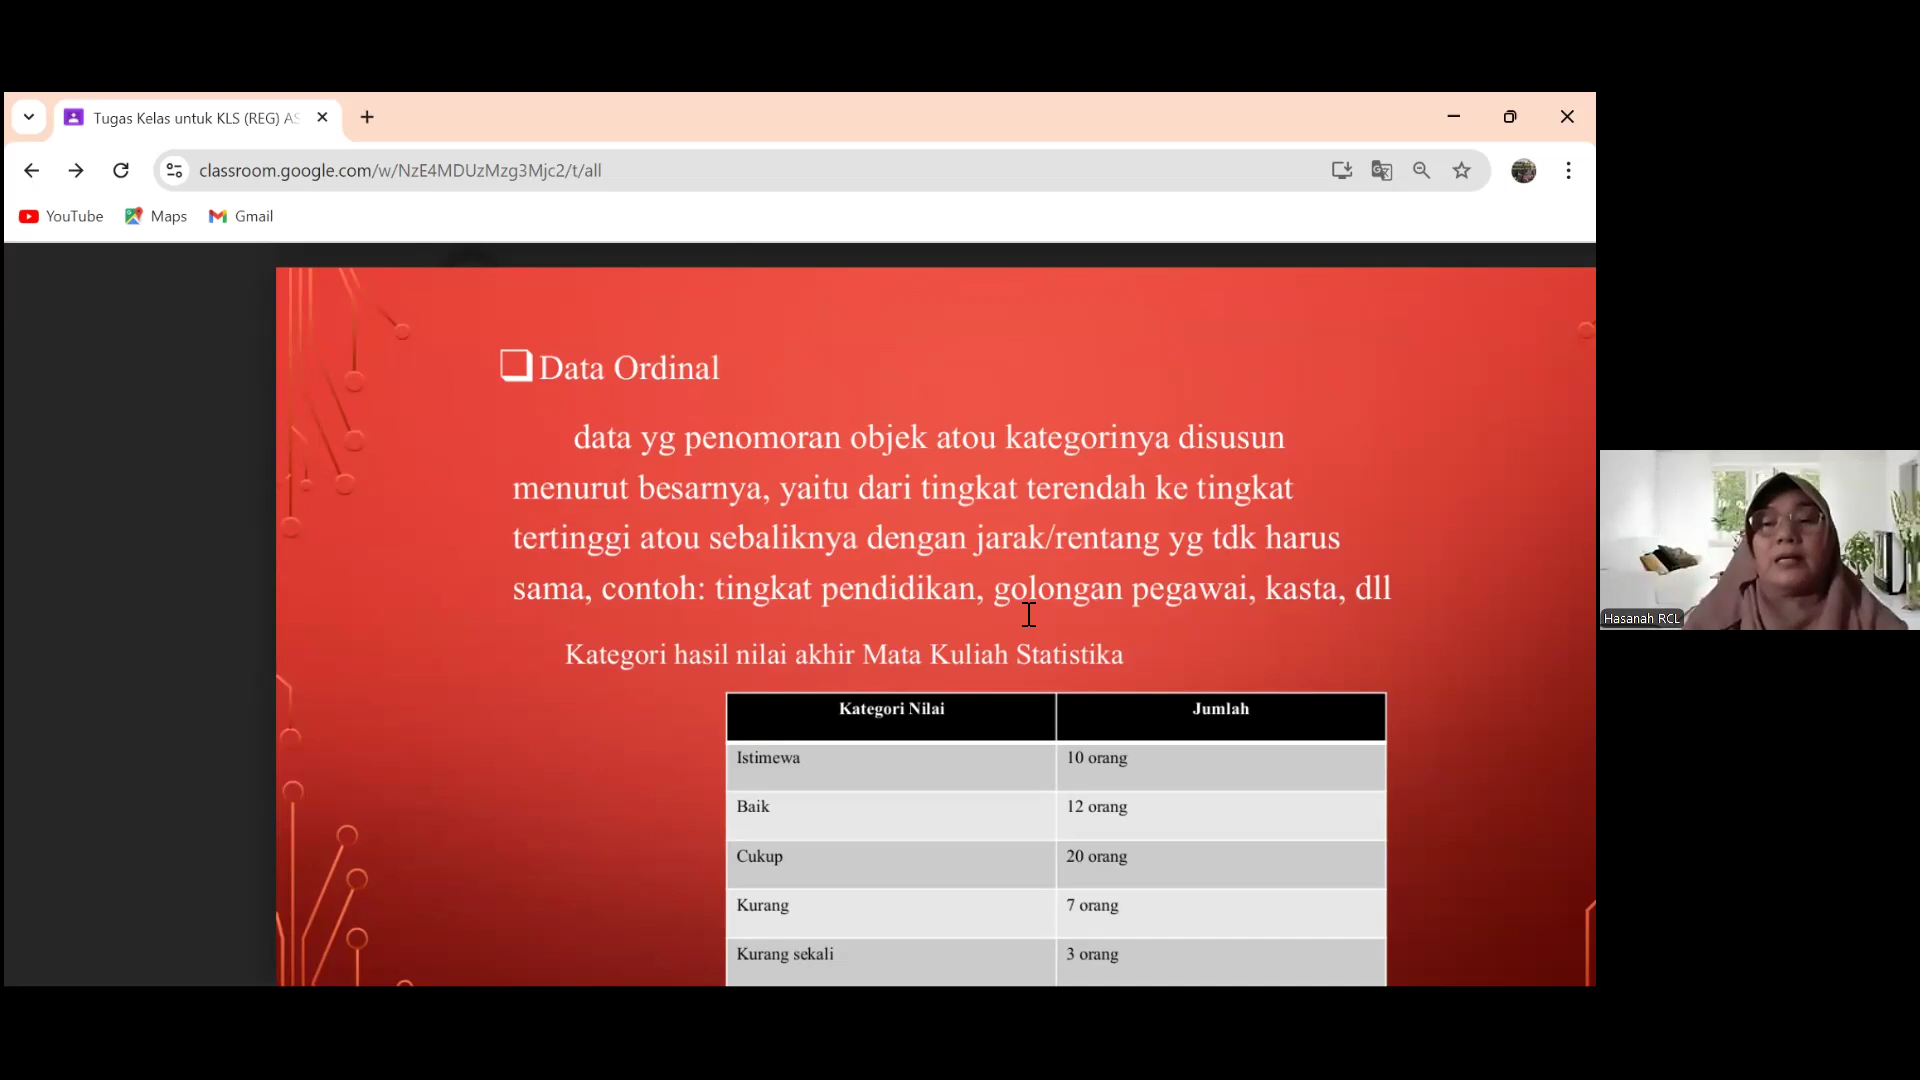 Tugas Kelas untuk KLS (REG) AS
classroom.google.com/w/NzE4MDUzMzg3Mjc2/t/all
YouTube Maps Gmail
Data Ordinal
data yg penomoran objek atou kategorinya disusun
menurut besarnya, yaitu dari tingkat terendah ke tingkat
tertinggi atou sebaliknya dengan jarak/rentang yg tdk harus
sama, contoh: tingkat pendidikan, golongan pegawai, kasta, dll
Kategori hasil nilai akhir Mata Kuliah Statistika
Kategori Nilai Jumlah
Istimewa 10 orang
Baik 12 orang
Cukup 20 orang
Kurang 7 orang
Kurang sekali 3 orang
Hasanah RCL